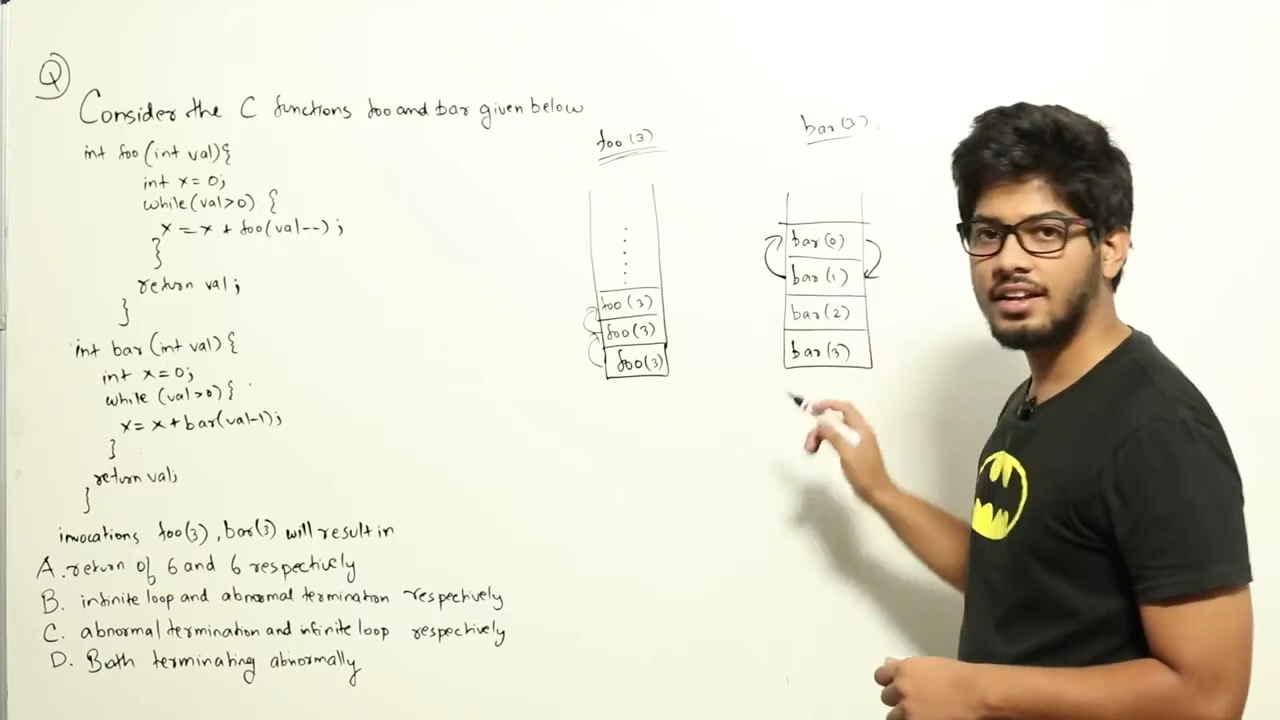 Q
Consider the C functions foo and bar given below
int foo (int val){
int x=0;
while(val>0) {
x = x + foo(val--);
}
return val;
}
int bar (int val){
int x=0;
while (val>0){
x= x+bar(val-1);
}
return val;
}
invocations foo(3), bar(3) will result in
A. return of 6 and 6 respectively
B. infinite loop and abnormal termination respectively
C. abnormal termination and infinite loop respectively
D. Both terminating abnormally
foo (3)
foo (3)
foo (3)
foo (3)
bar (3).
bar (0)
bar (1)
bar (2)
bar (3)